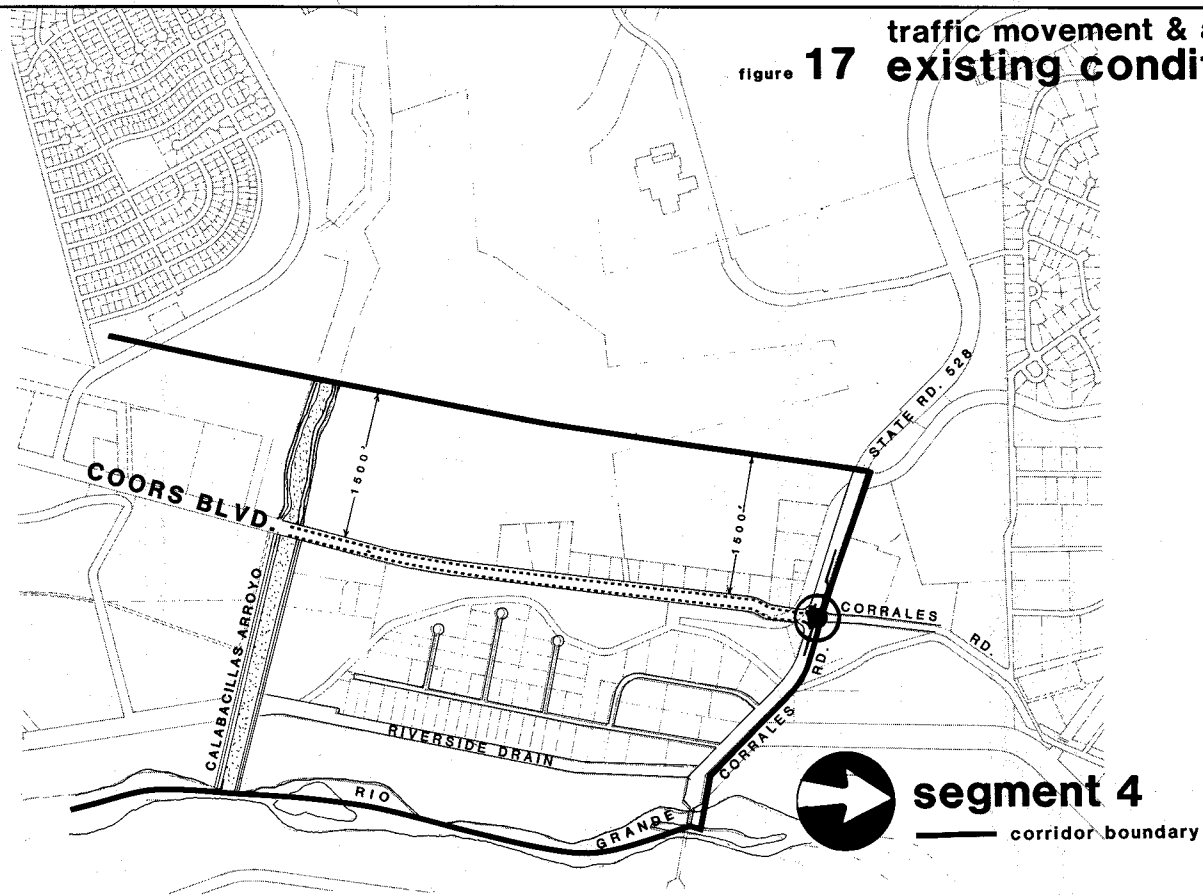 traffic movement &
figure 17 existing condit
STATE RD. 528
1500'
1500'
COORS BLVD.
CORRALES
RD.
RD.
CORRALES
CALABACILLAS ARROYO
RIVERSIDE DRAIN
RIO
GRANDE
segment 4
corridor boundary